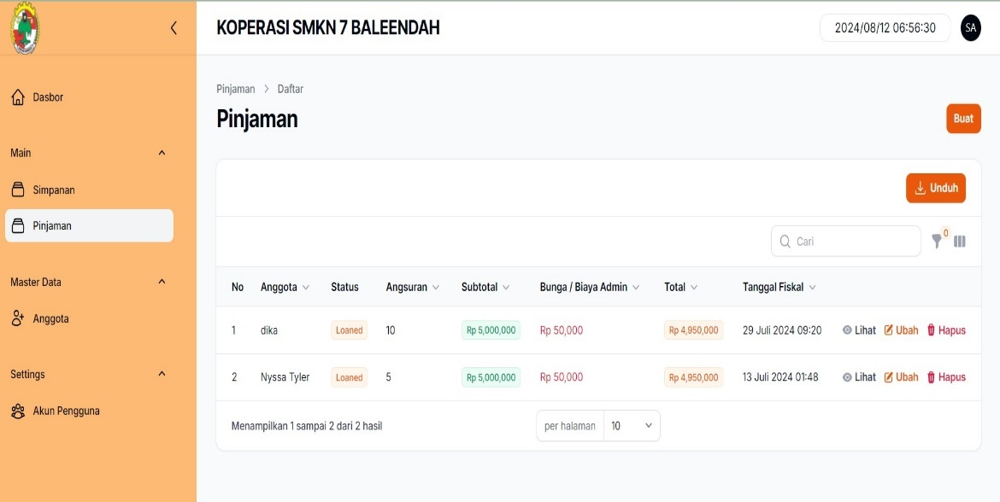 KOPERASI SMKN 7 BALEENDAH
2024/08/12 06:56:30
SA
Dasbor
Main
Simpanan
Pinjaman
Master Data
Anggota
Settings
Akun Pengguna
Pinjaman > Daftar
Pinjaman
Buat
Unduh
Cari
0
No Anggota Status Angsuran Subtotal Bunga / Biaya Admin Total Tanggal Fiskal
1 dika Loaned 10 Rp 5,000,000 Rp 50,000 Rp 4,950,000 29 Juli 2024 09:20 Lihat Ubah Hapus
2 Nyssa Tyler Loaned 5 Rp 5,000,000 Rp 50,000 Rp 4,950,000 13 Juli 2024 01:48 Lihat Ubah Hapus
Menampilkan 1 sampai 2 dari 2 hasil
per halaman 10